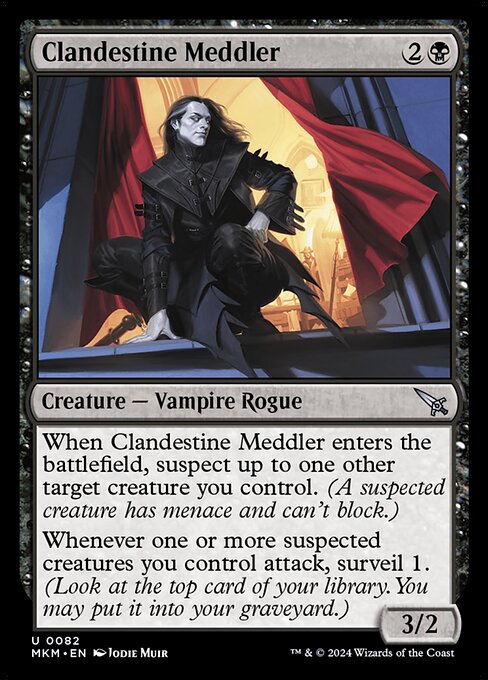 Clandestine Meddler 2
Creature — Vampire Rogue
When Clandestine Meddler enters the
battlefield, suspect up to one other
target creature you control. (A suspected
creature has menace and can't block.)
Whenever one or more suspected
creatures you control attack, surveil 1.
(Look at the top card of your library. You
may put it into your graveyard.)
3/2
U 0082
MKM • EN Jodie Muir
™ & © 2024 Wizards of the Coast